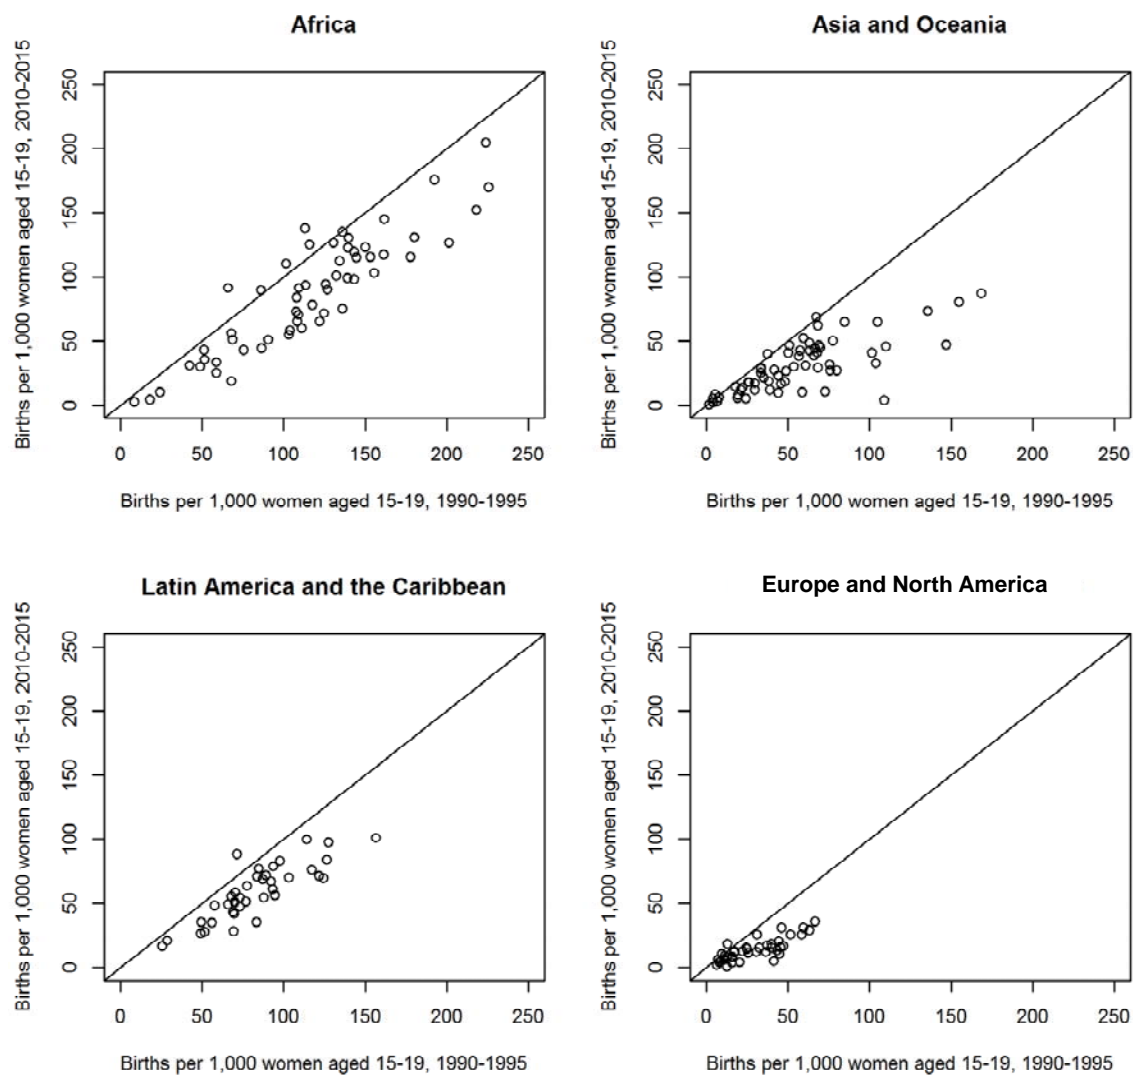 Africa
Births per 1,000 women aged 15-19, 2010-2015
250
200
150
100
50
0
0 50 100 150 200 250
Births per 1,000 women aged 15-19, 1990-1995
Asia and Oceania
Births per 1,000 women aged 15-19, 2010-2015
250
200
150
100
50
0
0 50 100 150 200 250
Births per 1,000 women aged 15-19, 1990-1995
Latin America and the Caribbean
Births per 1,000 women aged 15-19, 2010-2015
250
200
150
100
50
0
0 50 100 150 200 250
Births per 1,000 women aged 15-19, 1990-1995
Europe and North America
Births per 1,000 women aged 15-19, 2010-2015
250
200
150
100
50
0
0 50 100 150 200 250
Births per 1,000 women aged 15-19, 1990-1995